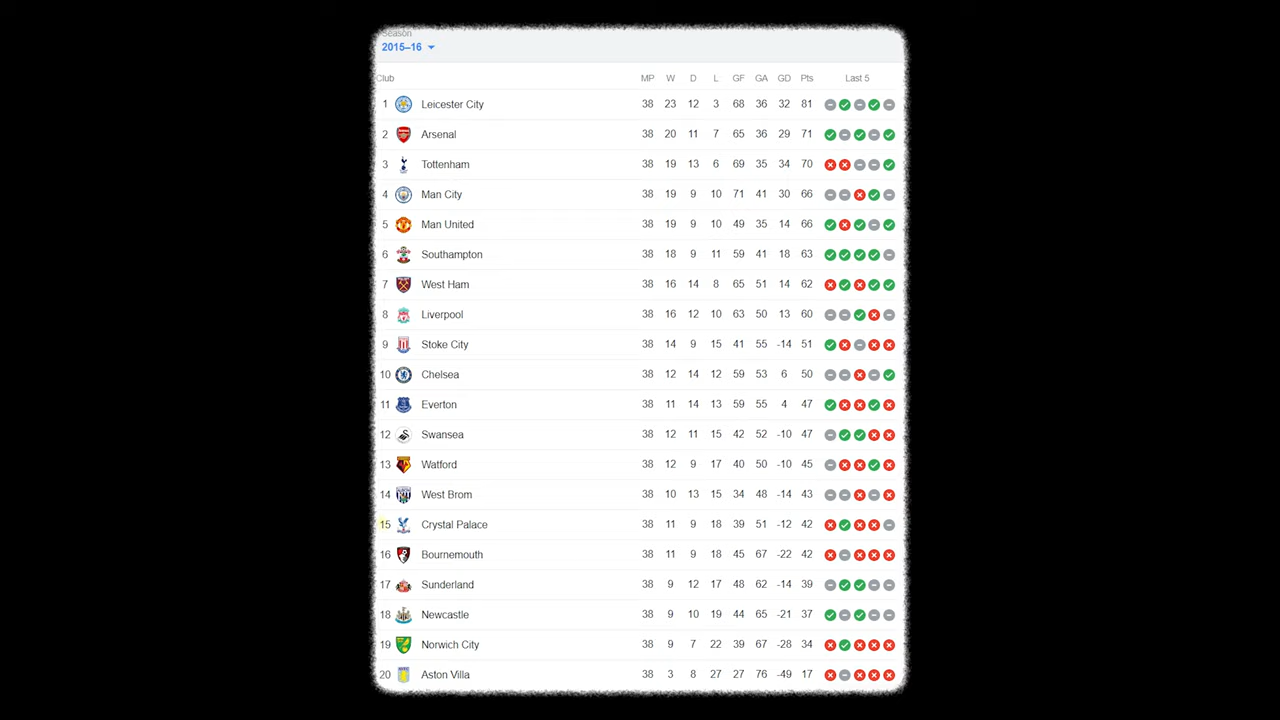 Season
2015–16
Club MP W D L GF GA GD Pts Last 5
1 Leicester City 38 23 12 3 68 36 32 81
2 Arsenal 38 20 11 7 65 36 29 71
3 Tottenham 38 19 13 6 69 35 34 70
4 Man City 38 19 9 10 71 41 30 66
5 Man United 38 19 9 10 49 35 14 66
6 Southampton 38 18 9 11 59 41 18 63
7 West Ham 38 16 14 8 65 51 14 62
8 Liverpool 38 16 12 10 63 50 13 60
9 Stoke City 38 14 9 15 41 55 -14 51
10 Chelsea 38 12 14 12 59 53 6 50
11 Everton 38 11 14 13 59 55 4 47
12 Swansea 38 12 11 15 42 52 -10 47
13 Watford 38 12 9 17 40 50 -10 45
14 West Brom 38 10 13 15 34 48 -14 43
15 Crystal Palace 38 11 9 18 39 51 -12 42
16 Bournemouth 38 11 9 18 45 67 -22 42
17 Sunderland 38 9 12 17 48 62 -14 39
18 Newcastle 38 9 10 19 44 65 -21 37
19 Norwich City 38 9 7 22 39 67 -28 34
20 Aston Villa 38 3 8 27 27 76 -49 17